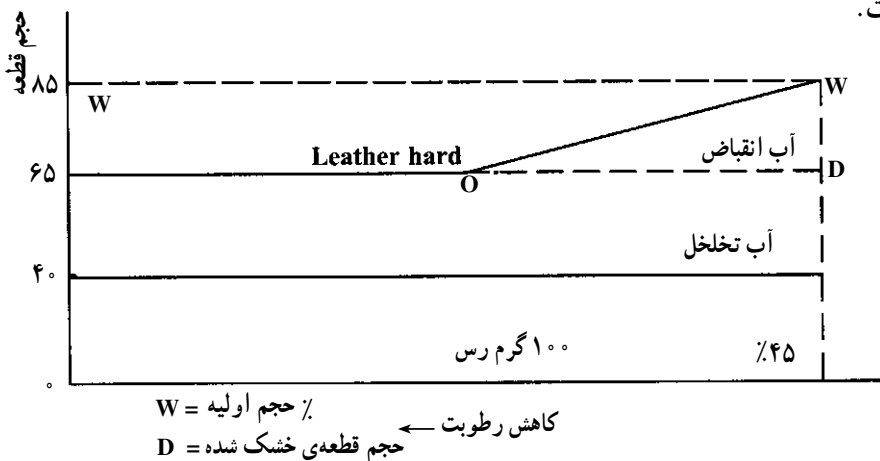 ت.
حجم قطعه
۸۵
W
W
Leather hard
آب انقباض
۶۵
O
D
آب تخلخل
۴۰
۱۰۰ گرم رس
٪۴۵
۰
٪ حجم اولیه = W
کاهش رطوبت ←
حجم قطعه‌ی خشک شده = D